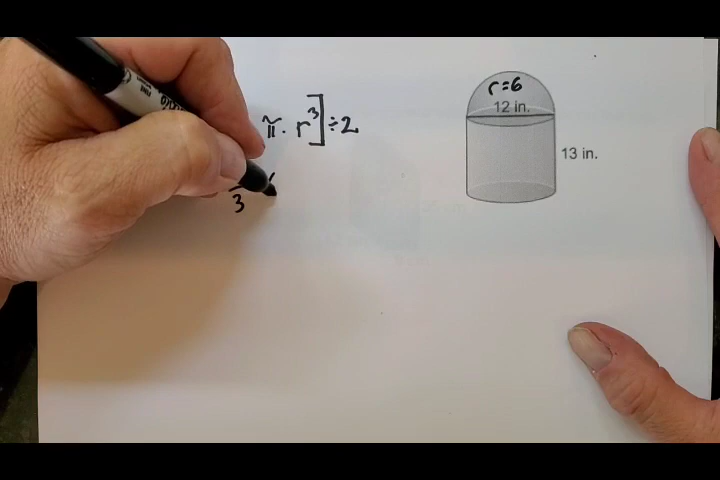 r=6
12 in.
π · r³] ÷ 2
13 in.
3